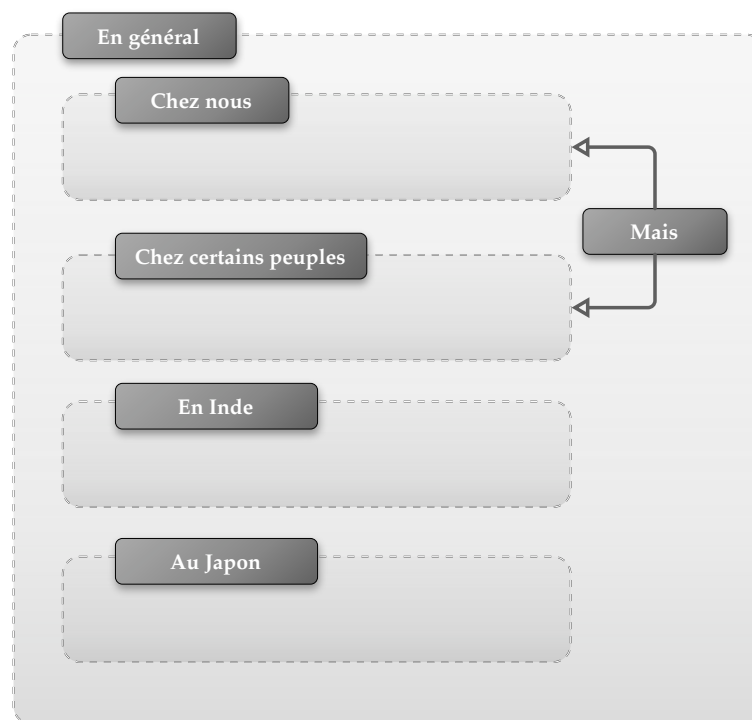 En général
Chez nous
Mais
Chez certains peuples
En Inde
Au Japon